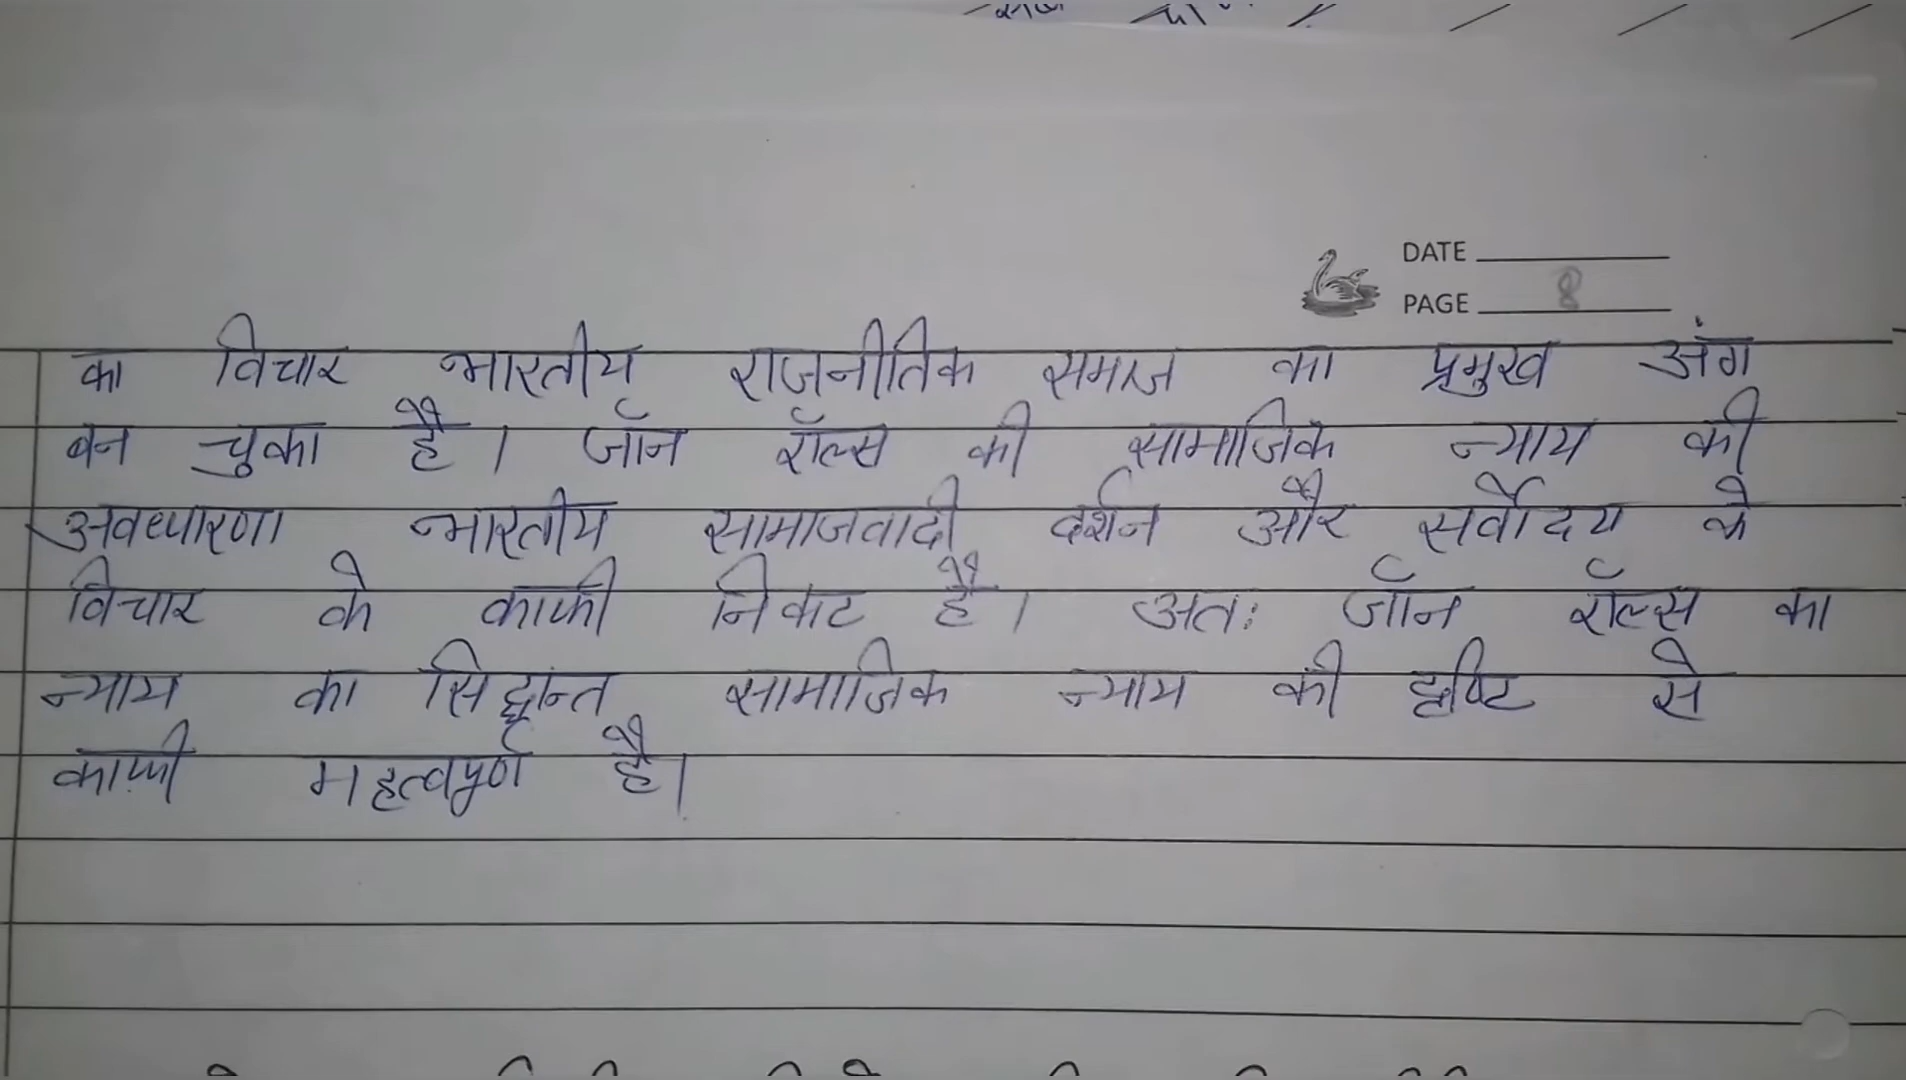 DATE
PAGE 8
का विचार भारतीय राजनीतिक समाज का प्रमुख अंग
बन चुका है। जॉन रॉल्स की सामाजिक न्याय की
अवधारणा भारतीय सामाजवादी दर्शन और सर्वोदय के
विचार के काफी निकट है। अतः जॉन रॉल्स का
न्याय का सिद्धान्त सामाजिक न्याय की दृष्टि से
काफी महत्वपूर्ण है।